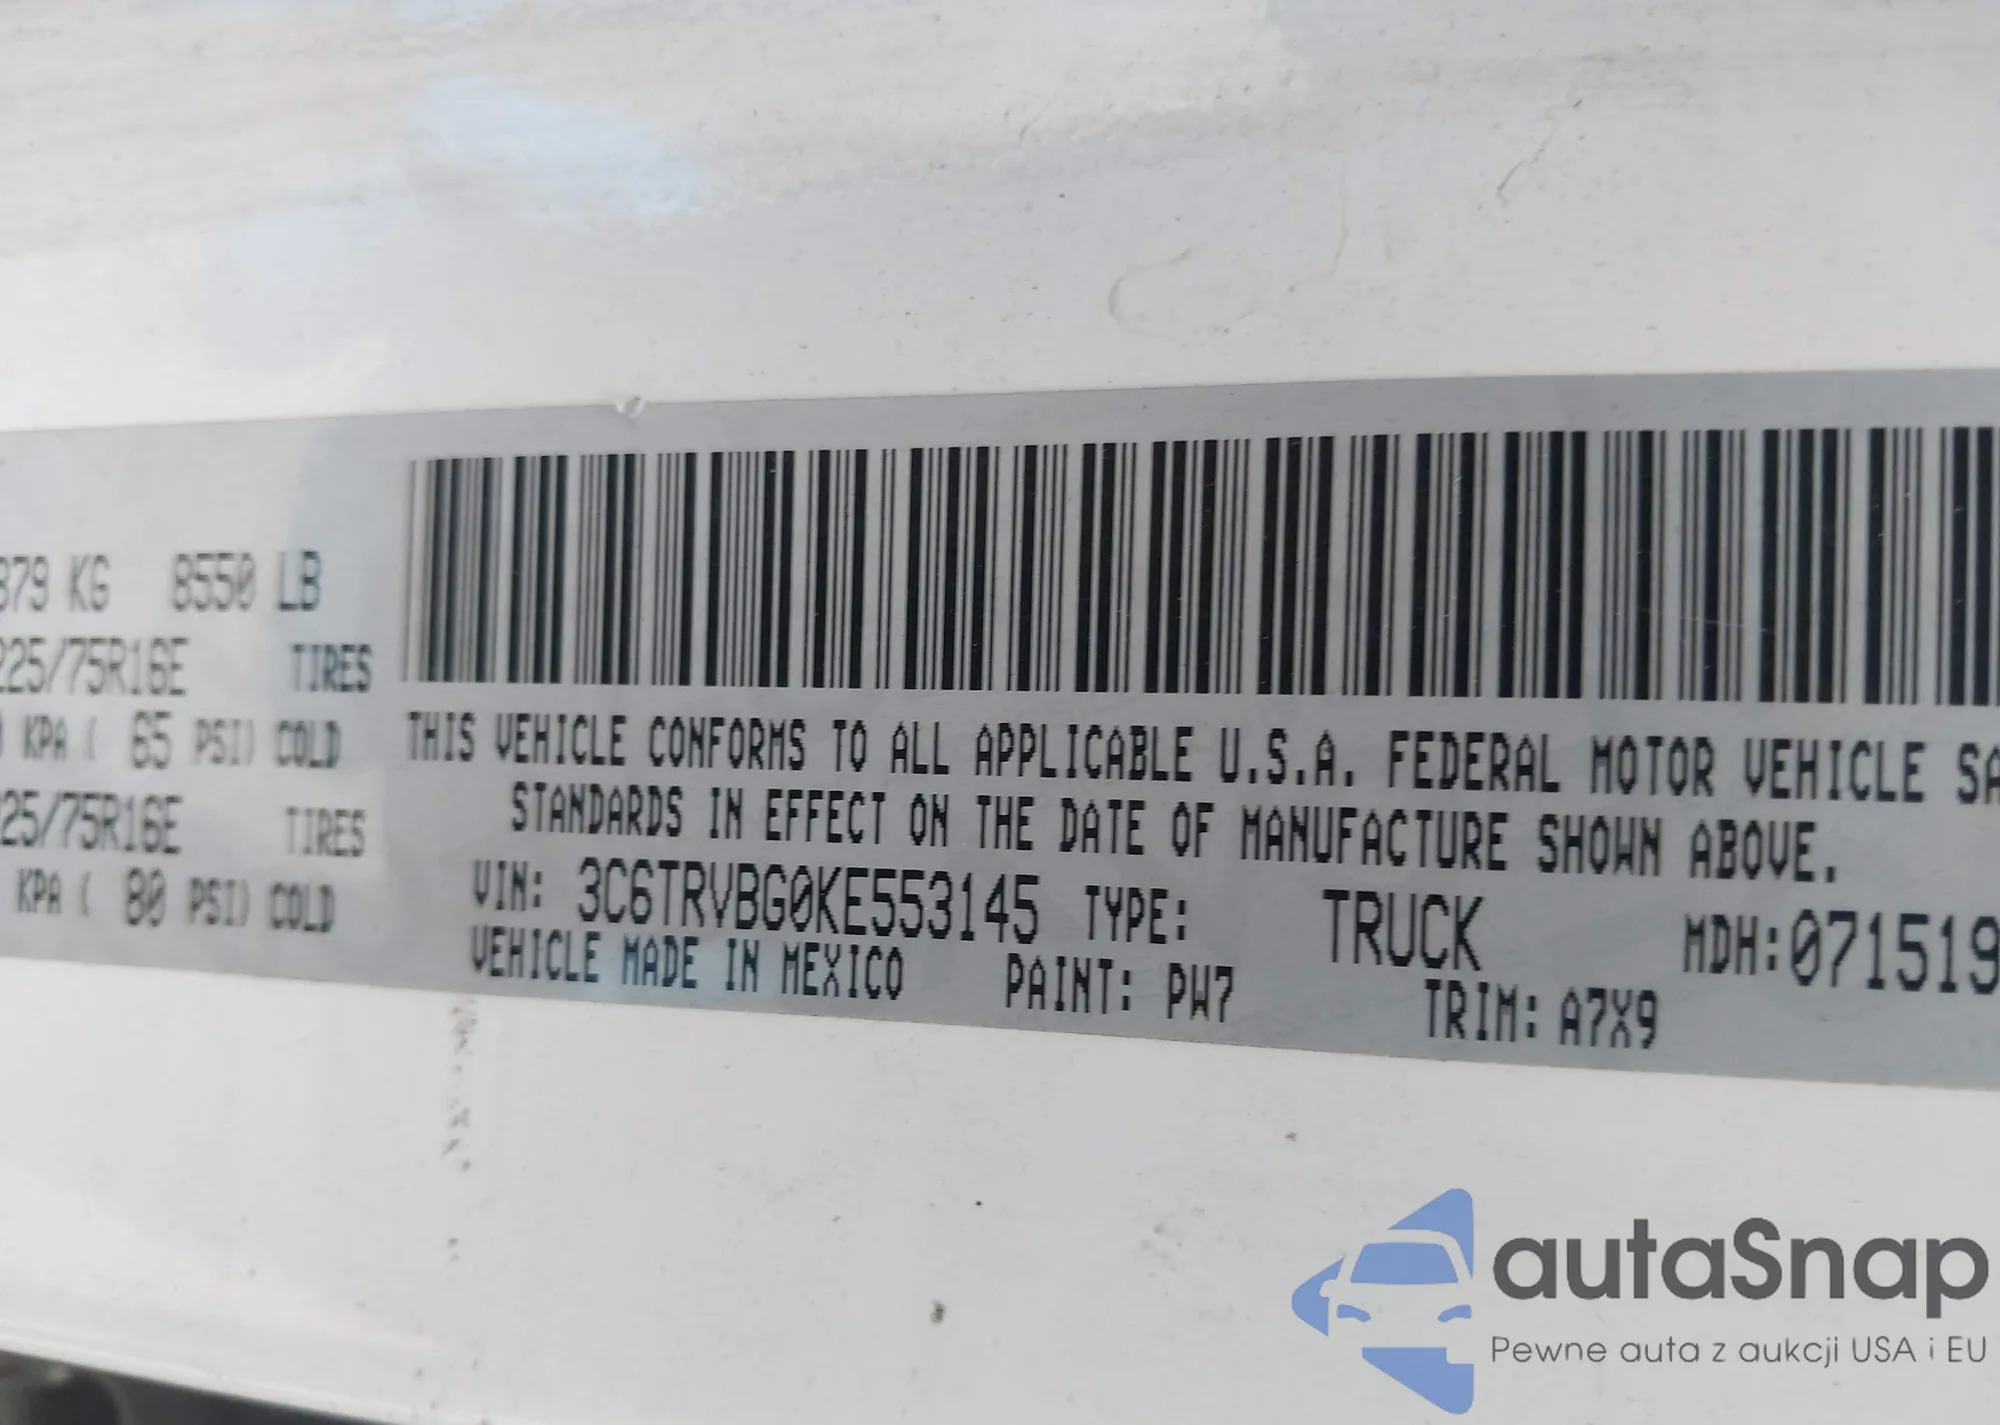 879 KG 8550 LB
225/75R16E TIRES
0 KPA ( 65 PSI) COLD
225/75R16E TIRES
KPA ( 80 PSI) COLD
THIS VEHICLE CONFORMS TO ALL APPLICABLE U.S.A. FEDERAL MOTOR VEHICLE SA
STANDARDS IN EFFECT ON THE DATE OF MANUFACTURE SHOWN ABOVE.
VIN: 3C6TRVBG0KE553145 TYPE: TRUCK MDH:071519
VEHICLE MADE IN MEXICO PAINT: PW7 TRIM: A7X9
autaSnap
Pewne auta z aukcji USA i EU